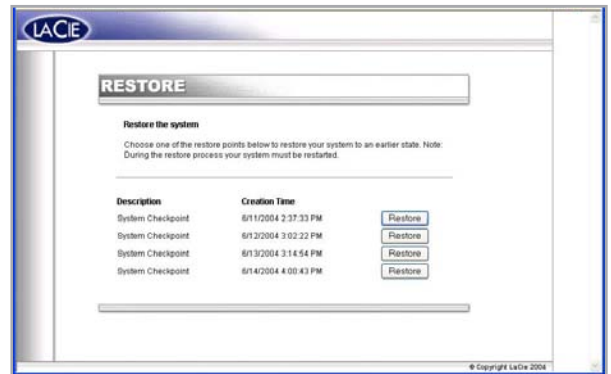 LACIE
RESTORE
Restore the system
Choose one of the restore points below to restore your system to an earlier state. Note:
During the restore process your system must be restarted.
Description Creation Time
System Checkpoint 6/11/2004 2:37:33 PM Restore
System Checkpoint 6/12/2004 3:02:22 PM Restore
System Checkpoint 6/13/2004 3:14:54 PM Restore
System Checkpoint 6/14/2004 4:00:43 PM Restore
© Copyright LaCie 2004